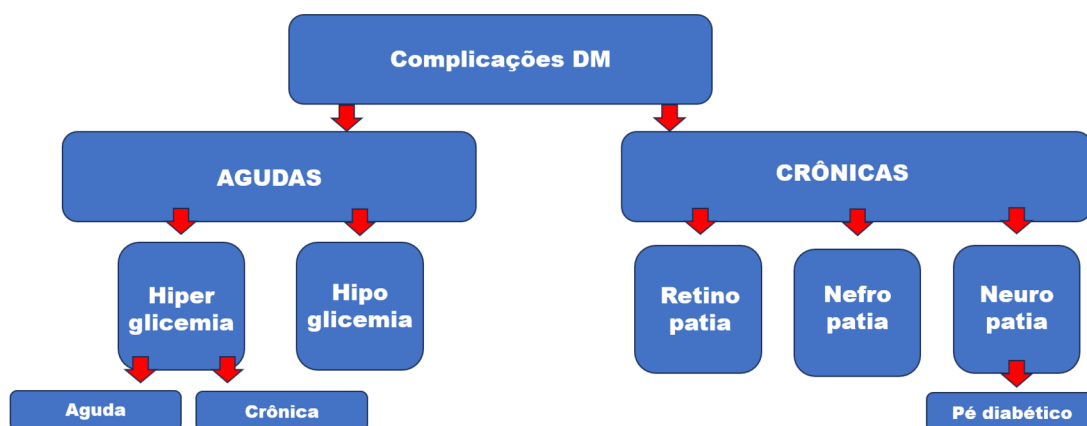 Complicações DM
AGUDAS
CRÔNICAS
Hiper
glicemia
Hipo
glicemia
Retino
patia
Nefro
patia
Neuro
patia
Aguda
Crônica
Pé diabético